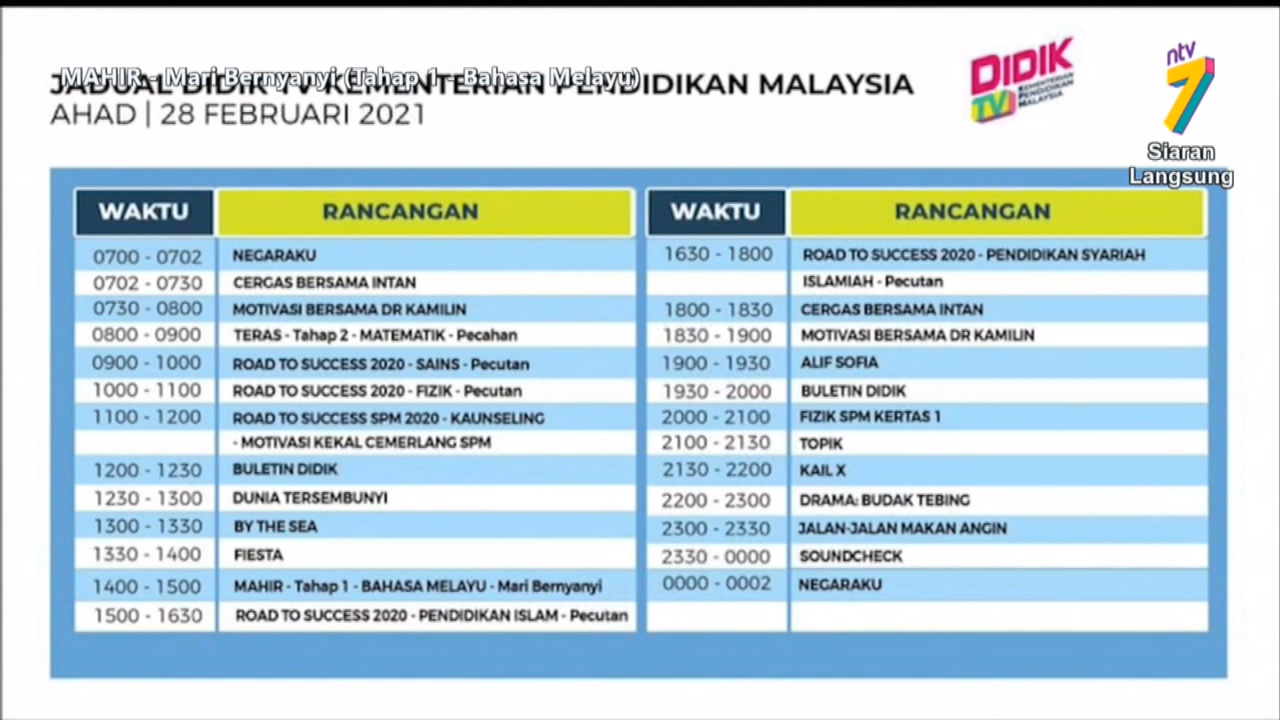 MAHIR - Mari Bernyanyi (Tahap 1 - Bahasa Melayu)
JADUAL DIDIK TV KEMENTERIAN PENDIDIKAN MALAYSIA
AHAD | 28 FEBRUARI 2021
DIDIK
TV
KEMENTERIAN
PENDIDIKAN
MALAYSIA
ntv
7
Siaran
Langsung
WAKTU RANCANGAN
0700 - 0702 NEGARAKU
0702 - 0730 CERGAS BERSAMA INTAN
0730 - 0800 MOTIVASI BERSAMA DR KAMILIN
0800 - 0900 TERAS - Tahap 2 - MATEMATIK - Pecahan
0900 - 1000 ROAD TO SUCCESS 2020 - SAINS - Pecutan
1000 - 1100 ROAD TO SUCCESS 2020 - FIZIK - Pecutan
1100 - 1200 ROAD TO SUCCESS SPM 2020 - KAUNSELING
- MOTIVASI KEKAL CEMERLANG SPM
1200 - 1230 BULETIN DIDIK
1230 - 1300 DUNIA TERSEMBUNYI
1300 - 1330 BY THE SEA
1330 - 1400 FIESTA
1400 - 1500 MAHIR - Tahap 1 - BAHASA MELAYU - Mari Bernyanyi
1500 - 1630 ROAD TO SUCCESS 2020 - PENDIDIKAN ISLAM - Pecutan
WAKTU RANCANGAN
1630 - 1800 ROAD TO SUCCESS 2020 - PENDIDIKAN SYARIAH
ISLAMIAH - Pecutan
1800 - 1830 CERGAS BERSAMA INTAN
1830 - 1900 MOTIVASI BERSAMA DR KAMILIN
1900 - 1930 ALIF SOFIA
1930 - 2000 BULETIN DIDIK
2000 - 2100 FIZIK SPM KERTAS 1
2100 - 2130 TOPIK
2130 - 2200 KAIL X
2200 - 2300 DRAMA: BUDAK TEBING
2300 - 2330 JALAN-JALAN MAKAN ANGIN
2330 - 0000 SOUNDCHECK
0000 - 0002 NEGARAKU